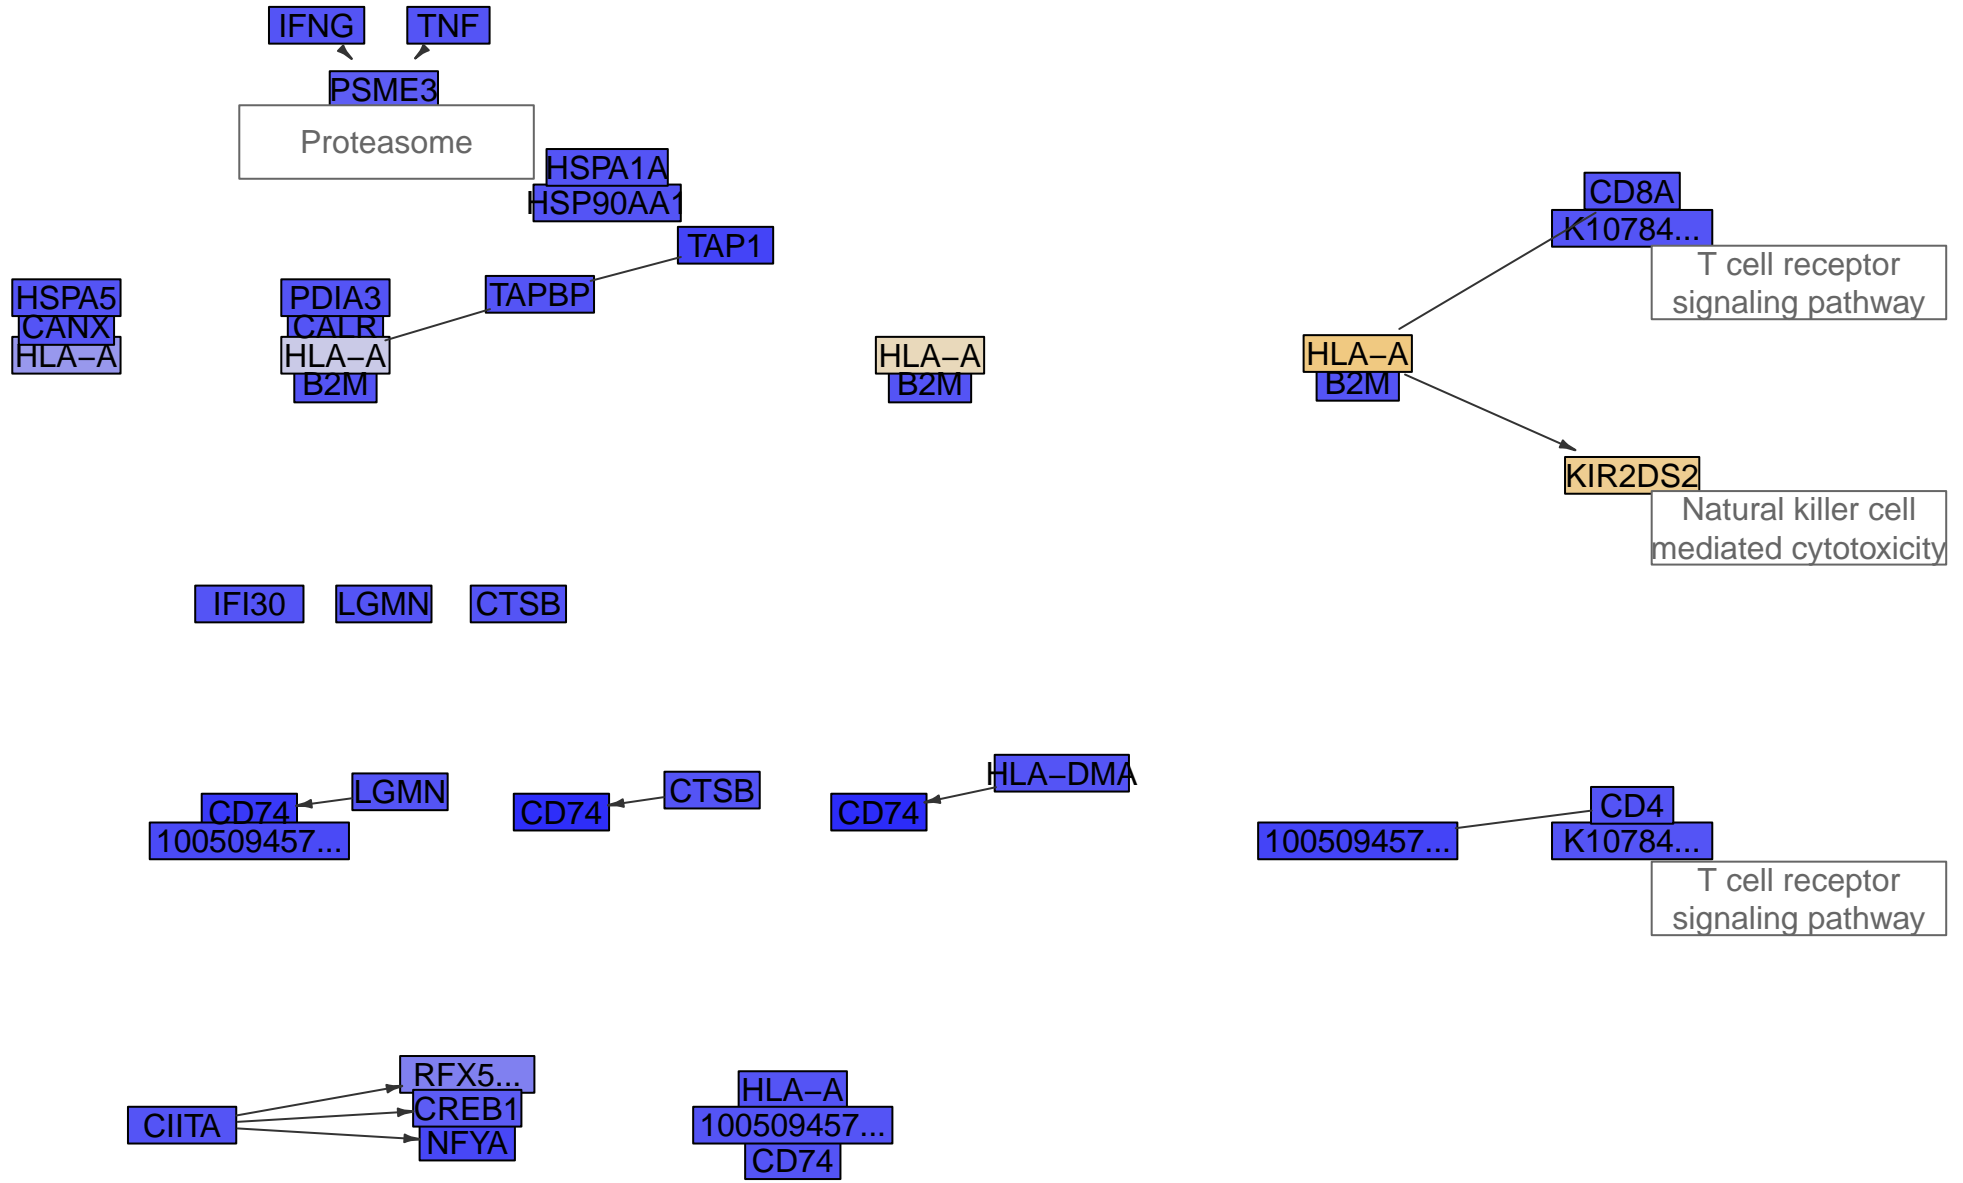 IFNG
TNF
PSME3
Proteasome
HSPA1A
HSP90AA1
CD8A
K10784...
TAP1
T cell receptor
signaling pathway
HSPA5
PDIA3
TAPBP
CANX
CALR
HLA−A
HLA−A
HLA−A
HLA−A
B2M
B2M
B2M
KIR2DS2
Natural killer cell
mediated cytotoxicity
IFI30
LGMN
CTSB
HLA−DMA
LGMN
CTSB
CD74
CD74
CD74
CD4
100509457...
100509457...
K10784...
T cell receptor
signaling pathway
RFX5...
HLA−A
CREB1
CIITA
100509457...
NFYA
CD74